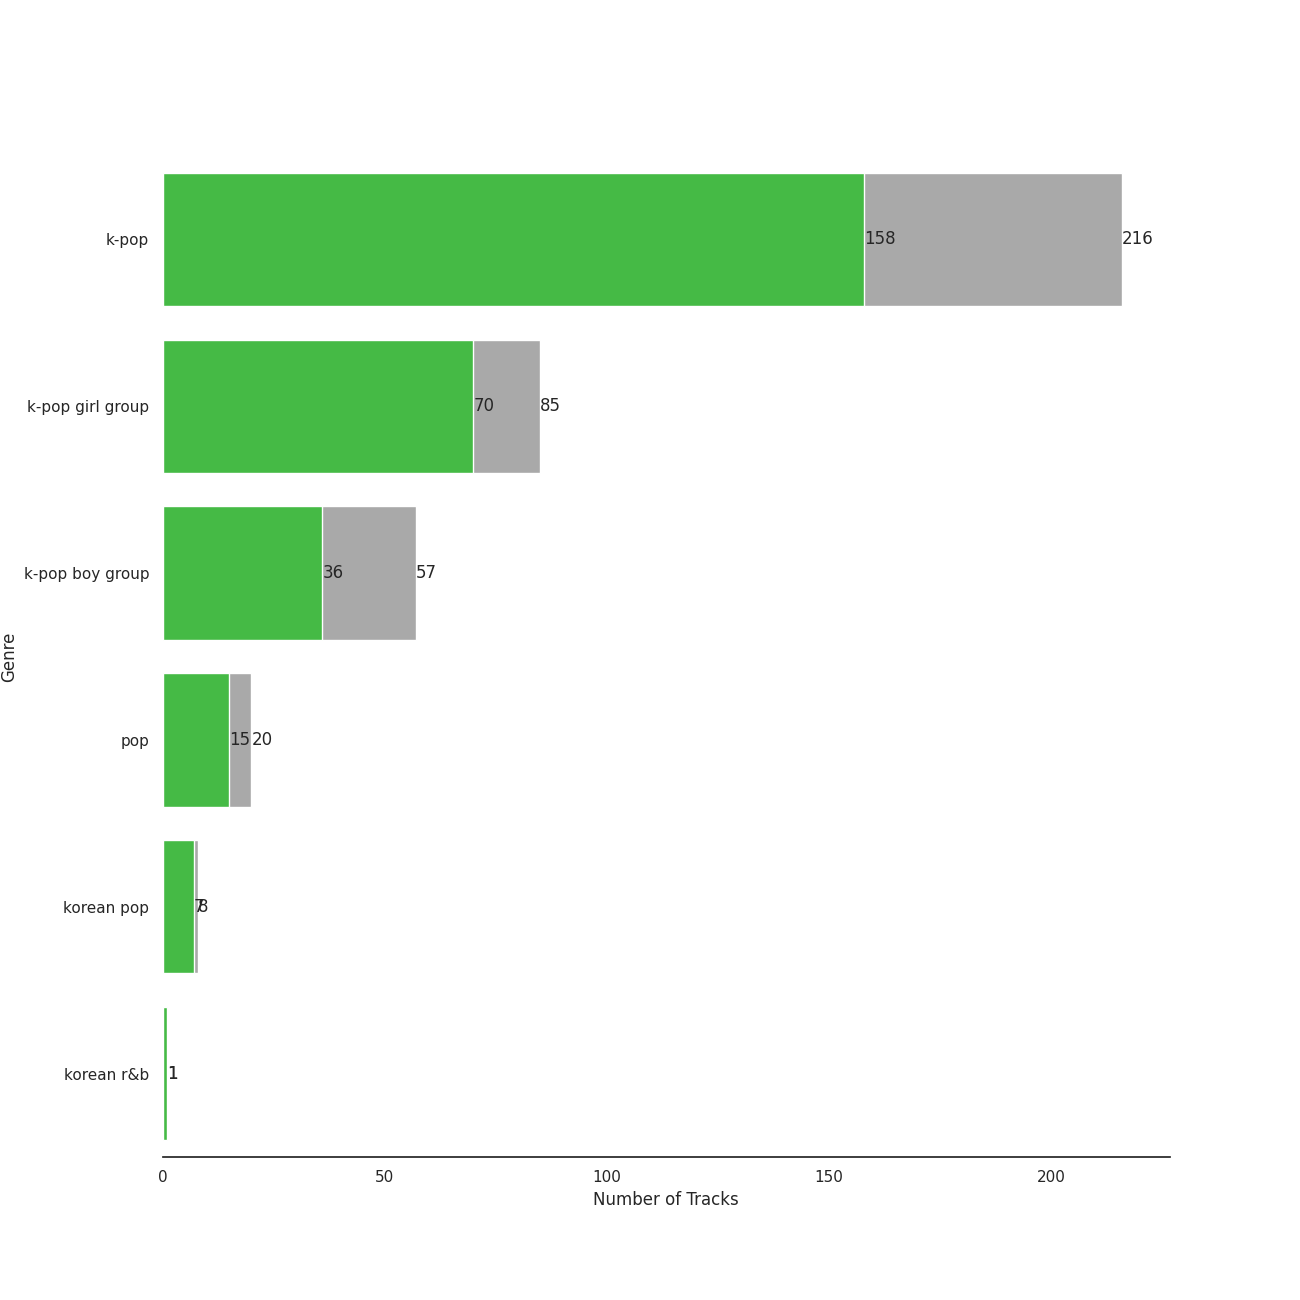 k-pop 158 216
k-pop girl group 70 85
k-pop boy group 36 57
Genre
pop 15 20
korean pop 7 8
korean r&b 1
0 50 100 150 200
Number of Tracks